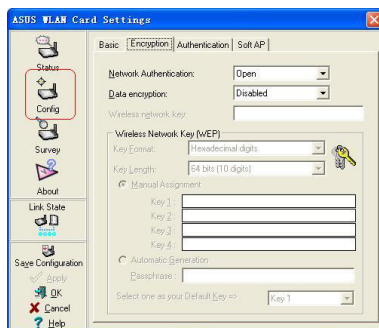 ASUS WLAN Card Settings
Status
Config
Survey
About
Link State
Save Configuration
Apply
OK
Cancel
Help
Basic Encryption Authentication Soft AP
Network Authentication: Open
Data encryption: Disabled
Wireless network key:
Wireless Network Key (WEP)
Key Format: Hexadecimal digits
Key Length: 64 bits (10 digits)
Manual Assignment
Key 1 :
Key 2 :
Key 3 :
Key 4 :
Automatic Generation
Passphrase :
Select one as your Default Key => Key 1